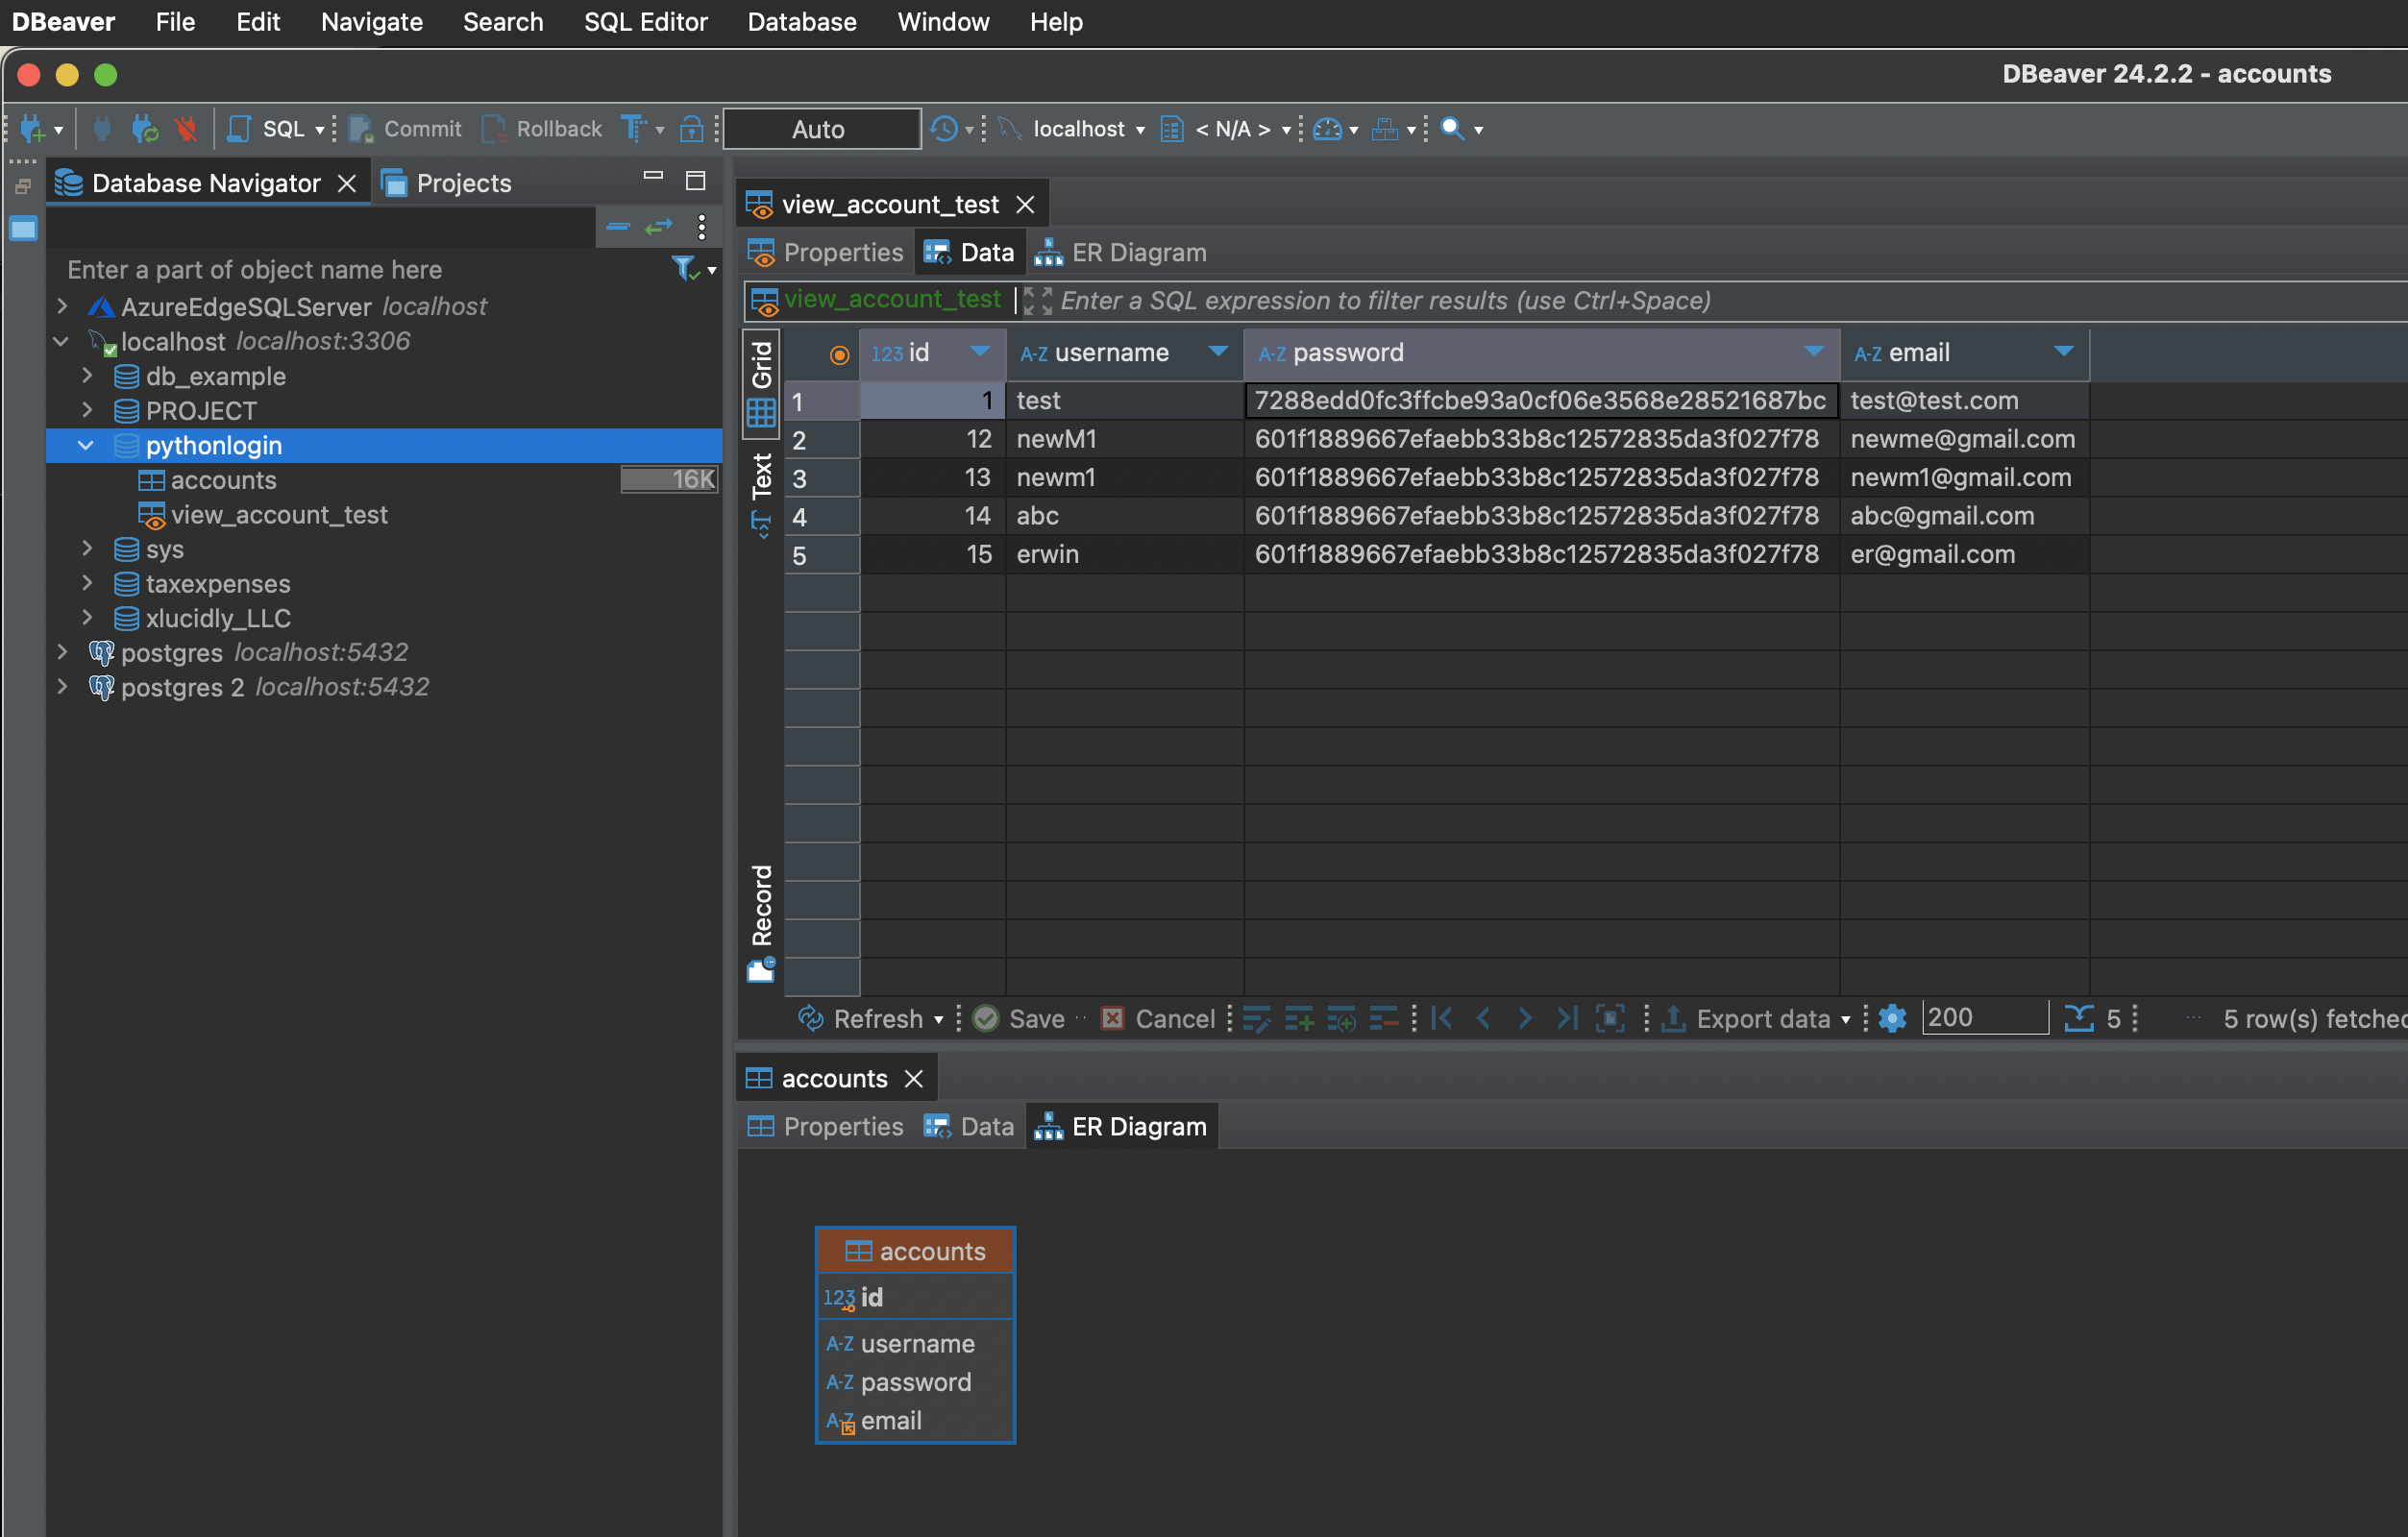 DBeaver File Edit Navigate Search SQL Editor Database Window Help
DBeaver 24.2.2 - accounts
SQL Commit Rollback Auto localhost < N/A >
Database Navigator Projects
Enter a part of object name here
AzureEdgeSQLServer localhost
localhost localhost:3306
db_example
PROJECT
pythonlogin
accounts 16K
view_account_test
sys
taxexpenses
xlucidly_LLC
postgres localhost:5432
postgres 2 localhost:5432
view_account_test
Properties Data ER Diagram
view_account_test Enter a SQL expression to filter results (use Ctrl+Space)
Grid
Text
Record
123 id A-Z username A-Z password A-Z email
1 1 test 7288edd0fc3ffcbe93a0cf06e3568e28521687bc test@test.com
2 12 newM1 601f1889667efaebb33b8c12572835da3f027f78 newme@gmail.com
3 13 newm1 601f1889667efaebb33b8c12572835da3f027f78 newm1@gmail.com
4 14 abc 601f1889667efaebb33b8c12572835da3f027f78 abc@gmail.com
5 15 erwin 601f1889667efaebb33b8c12572835da3f027f78 er@gmail.com
Refresh Save Cancel Export data 200 5 5 row(s) fetched
accounts
Properties Data ER Diagram
accounts
123 id
A-Z username
A-Z password
A-Z email